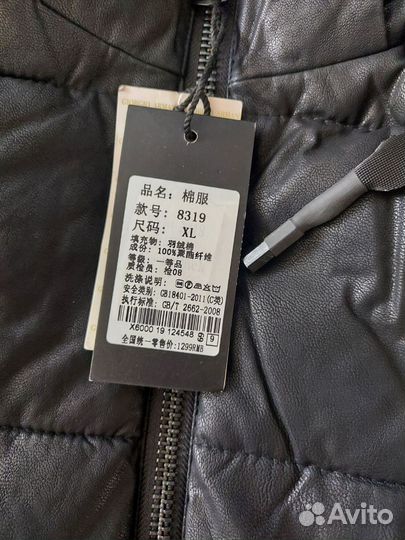 GIORGIO ARMANI
品名: 棉服
款号: 8319
尺码: XL
填充物: 羽绒棉
成份: 100%聚酯纤维
等级: 一等品
质检员: 检08
洗涤说明:
安全类别: GB18401-2011(C类)
执行标准: GB/T 2662-2008
X6000 19 124548 S 9
全国统一零售价:1299RMB
Avito